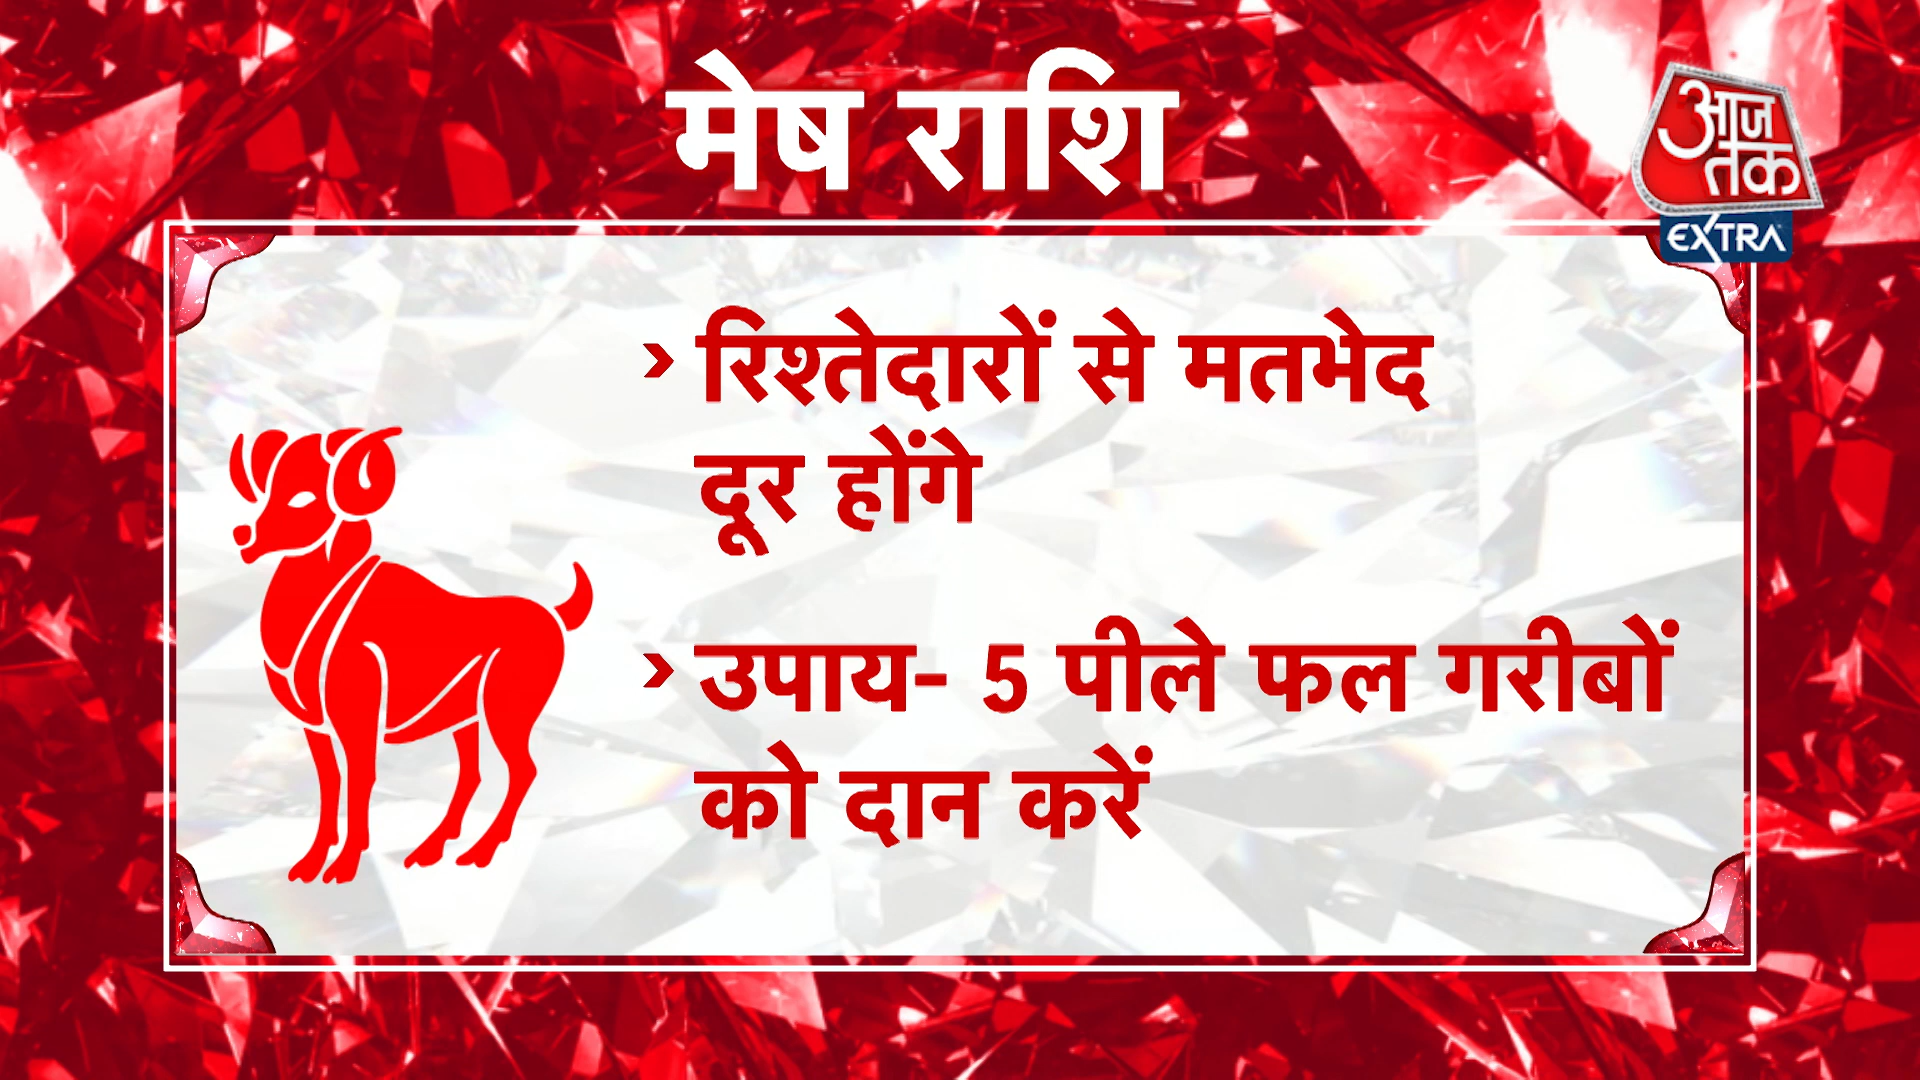 मेष राशि
आज
तक
EXTRA
› रिश्तेदारों से मतभेद
दूर होंगे
› उपाय- 5 पीले फल गरीबों
को दान करें